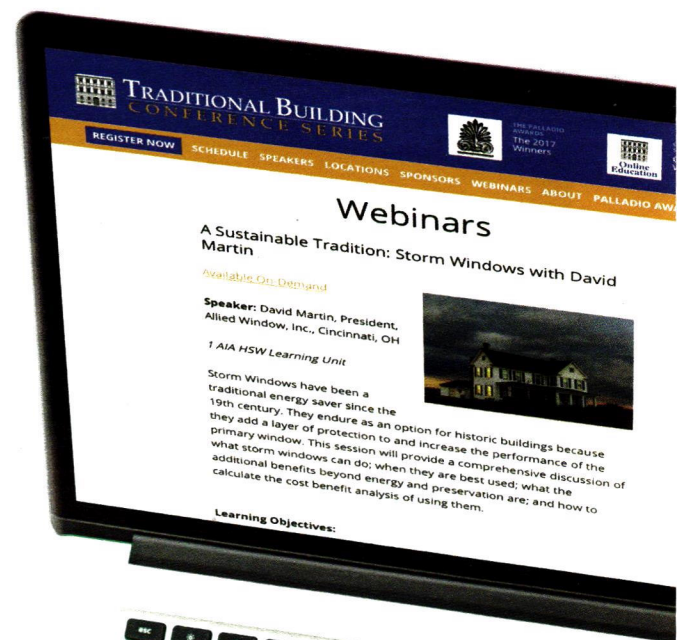 TRADITIONAL BUILDING
CONFERENCE SERIES
THE PALLADIO
AWARDS
The 2017
Winners
Online
Education
REGISTER NOW SCHEDULE SPEAKERS LOCATIONS SPONSORS WEBINARS ABOUT PALLADIO AWA
Webinars
A Sustainable Tradition: Storm Windows with David
Martin
Available On-Demand
Speaker: David Martin, President,
Allied Window, Inc., Cincinnati, OH
1 AIA HSW Learning Unit
Storm Windows have been a
traditional energy saver since the
19th century. They endure as an option for historic buildings because
they add a layer of protection to and increase the performance of the
primary window. This session will provide a comprehensive discussion of
what storm windows can do; when they are best used; what the
additional benefits beyond energy and preservation are; and how to
calculate the cost benefit analysis of using them.
Learning Objectives:
esc